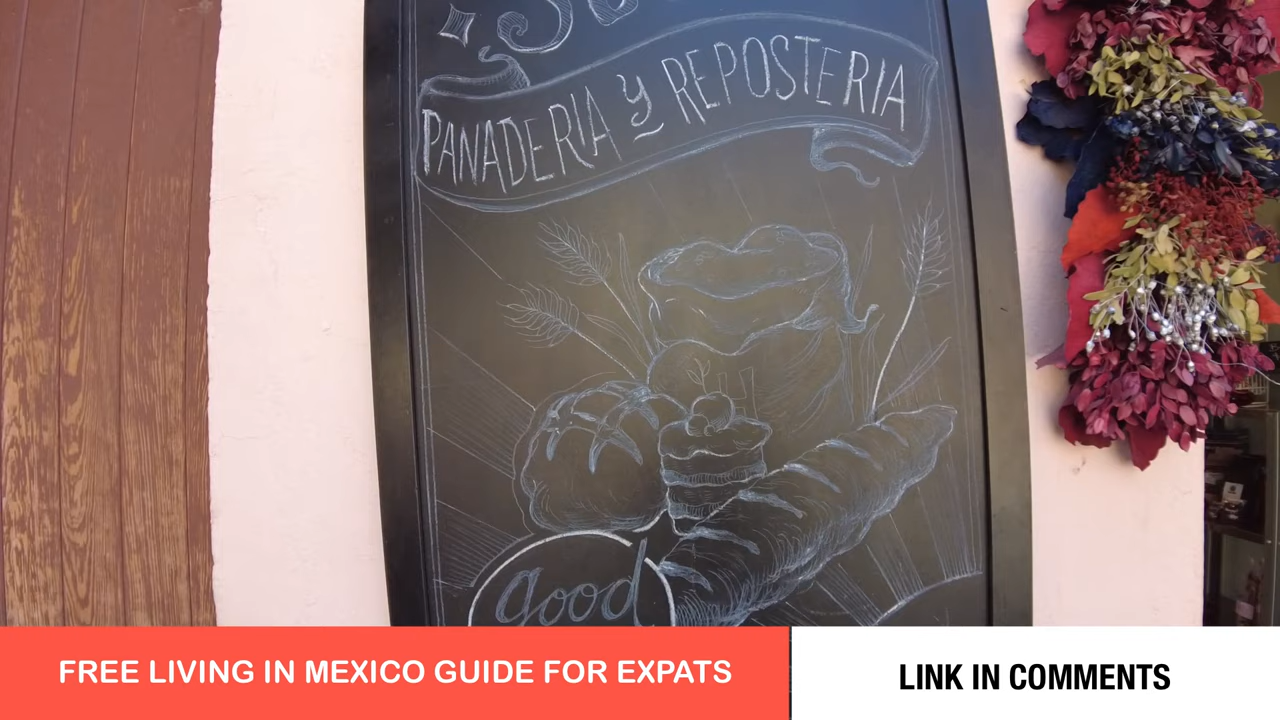 PANADERIA y REPOSTERIA
good
FREE LIVING IN MEXICO GUIDE FOR EXPATS
LINK IN COMMENTS